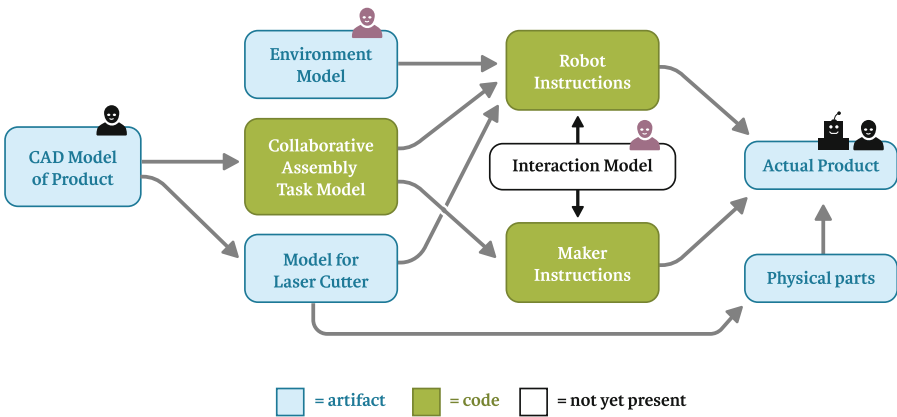 Environment
Model
Robot
Instructions
CAD Model
of Product
Collaborative
Assembly
Task Model
Interaction Model
Actual Product
Model for
Laser Cutter
Maker
Instructions
Physical parts
= artifact
= code
= not yet present